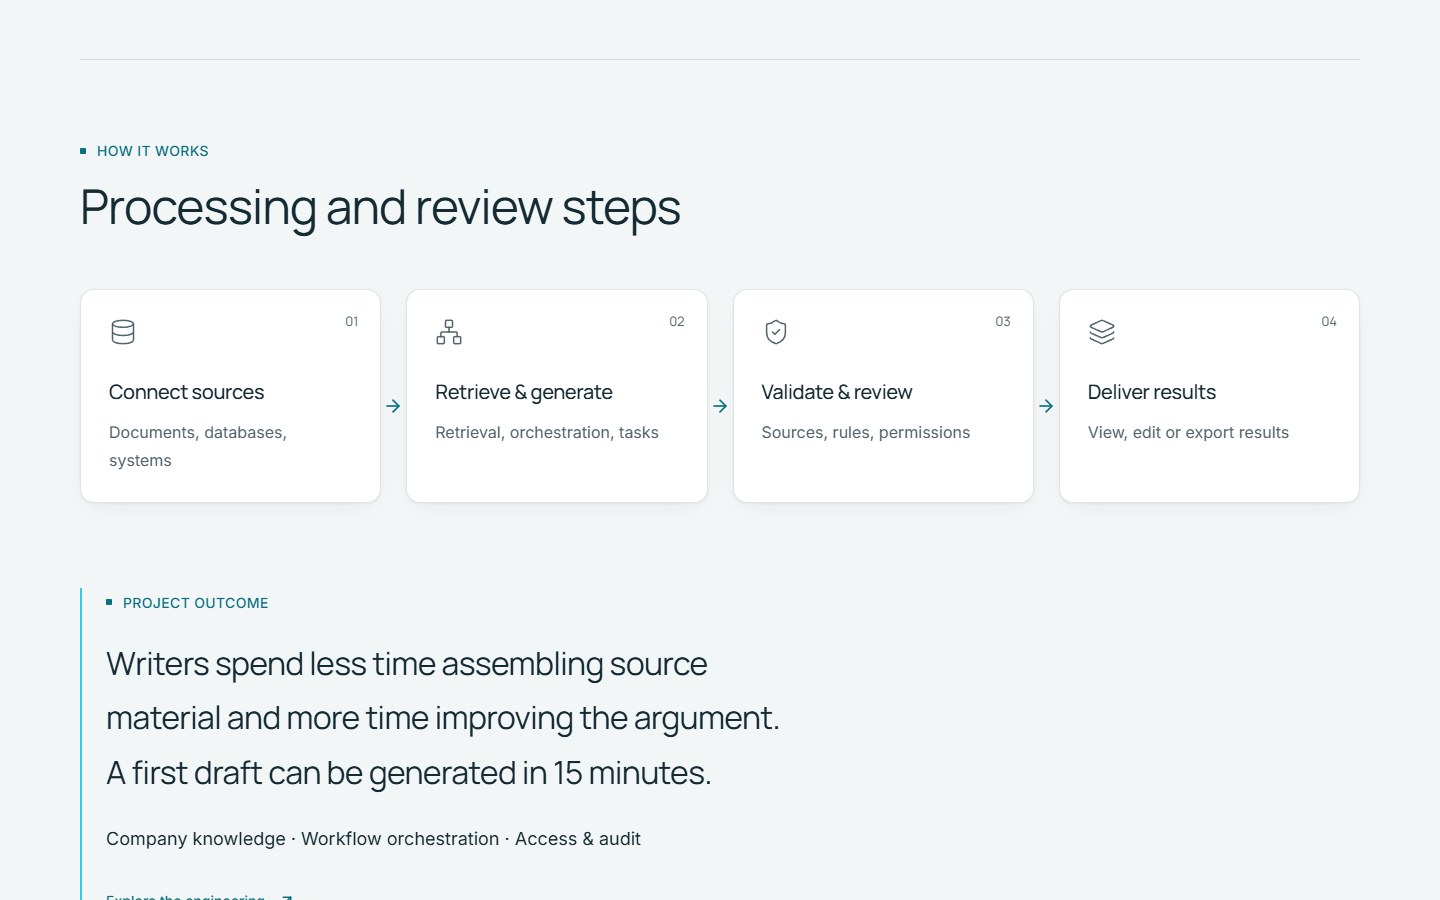 HOW IT WORKS
Processing and review steps
01
Connect sources
Documents, databases,
systems
02
Retrieve & generate
Retrieval, orchestration, tasks
03
Validate & review
Sources, rules, permissions
04
Deliver results
View, edit or export results
PROJECT OUTCOME
Writers spend less time assembling source
material and more time improving the argument.
A first draft can be generated in 15 minutes.
Company knowledge · Workflow orchestration · Access & audit
Explore the engineering